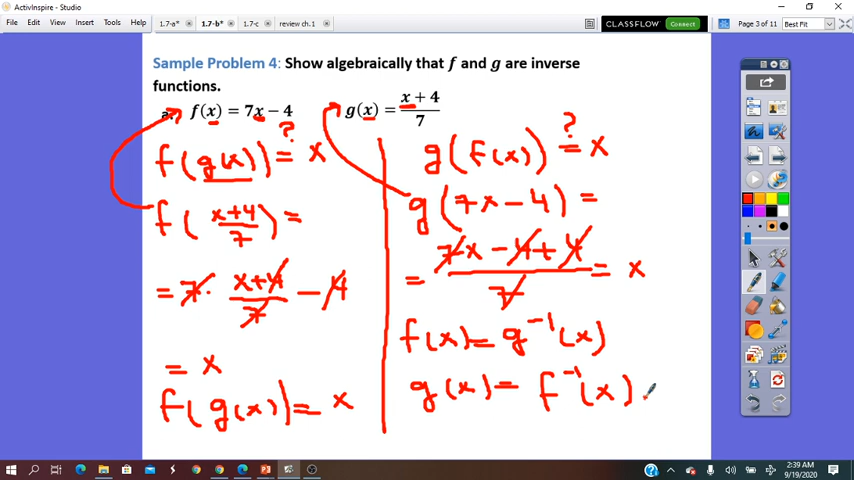 ActivInspire - Studio
File Edit View Insert Tools Help
1.7-a* 1.7-b* 1.7-c review ch.1
CLASSFLOW Connect Page 3 of 11 Best Fit
Sample Problem 4: Show algebraically that f and g are inverse
functions.
a. f(x) = 7x − 4 g(x) = (x + 4)/7
f(g(x)) ?= x
f((x+4)/7) =
= 7 · (x+4)/7 − 4
= x
f(g(x)) = x
g(f(x)) ?= x
g(7x − 4) =
= (7x − 4 + 4)/7 = x
f(x) = g⁻¹(x)
g(x) = f⁻¹(x)
2:39 AM
9/19/2020